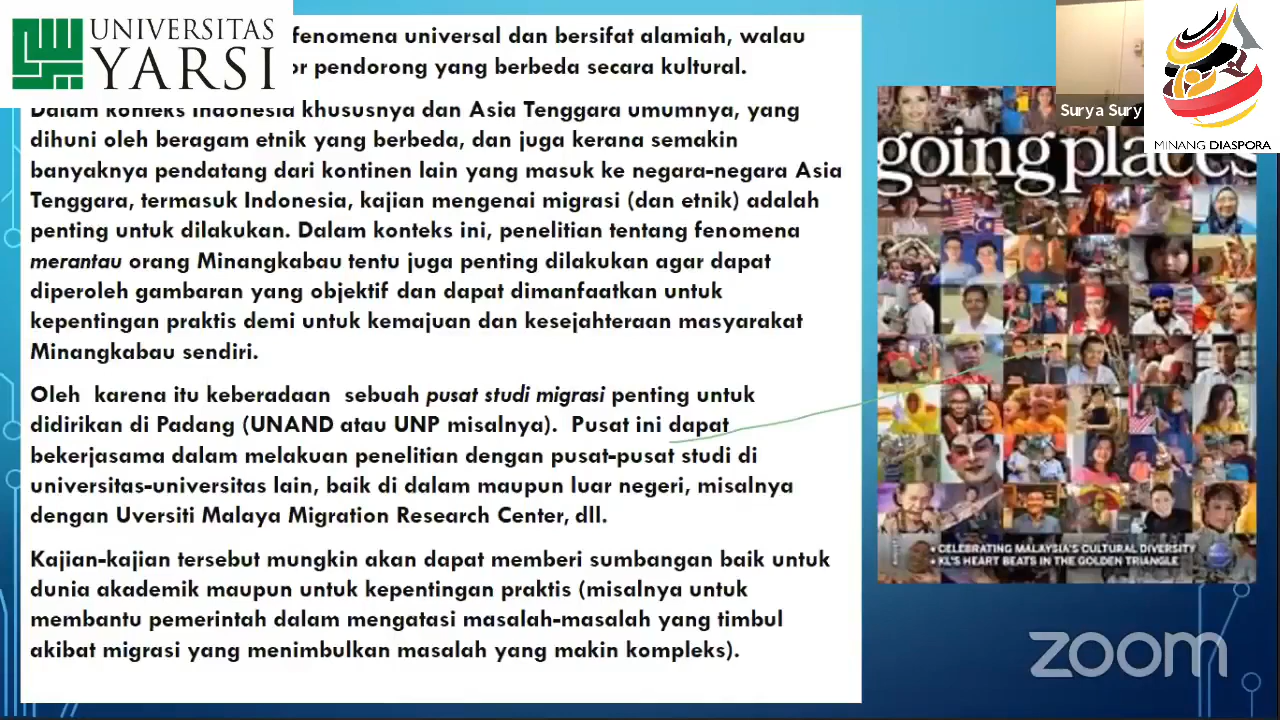 UNIVERSITAS
YARSI
fenomena universal dan bersifat alamiah, walau
or pendorong yang berbeda secara kultural.
Dalam konteks Indonesia khususnya dan Asia Tenggara umumnya, yang
dihuni oleh beragam etnik yang berbeda, dan juga kerana semakin
banyaknya pendatang dari kontinen lain yang masuk ke negara-negara Asia
Tenggara, termasuk Indonesia, kajian mengenai migrasi (dan etnik) adalah
penting untuk dilakukan. Dalam konteks ini, penelitian tentang fenomena
merantau orang Minangkabau tentu juga penting dilakukan agar dapat
diperoleh gambaran yang objektif dan dapat dimanfaatkan untuk
kepentingan praktis demi untuk kemajuan dan kesejahteraan masyarakat
Minangkabau sendiri.
Oleh karena itu keberadaan sebuah pusat studi migrasi penting untuk
didirikan di Padang (UNAND atau UNP misalnya). Pusat ini dapat
bekerjasama dalam melakuan penelitian dengan pusat-pusat studi di
universitas-universitas lain, baik di dalam maupun luar negeri, misalnya
dengan Uversiti Malaya Migration Research Center, dll.
Kajian-kajian tersebut mungkin akan dapat memberi sumbangan baik untuk
dunia akademik maupun untuk kepentingan praktis (misalnya untuk
membantu pemerintah dalam mengatasi masalah-masalah yang timbul
akibat migrasi yang menimbulkan masalah yang makin kompleks).
Surya Sury
MINANG DIASPORA
going places
• CELEBRATING MALAYSIA'S CULTURAL DIVERSITY
• KL'S HEART BEATS IN THE GOLDEN TRIANGLE
zoom